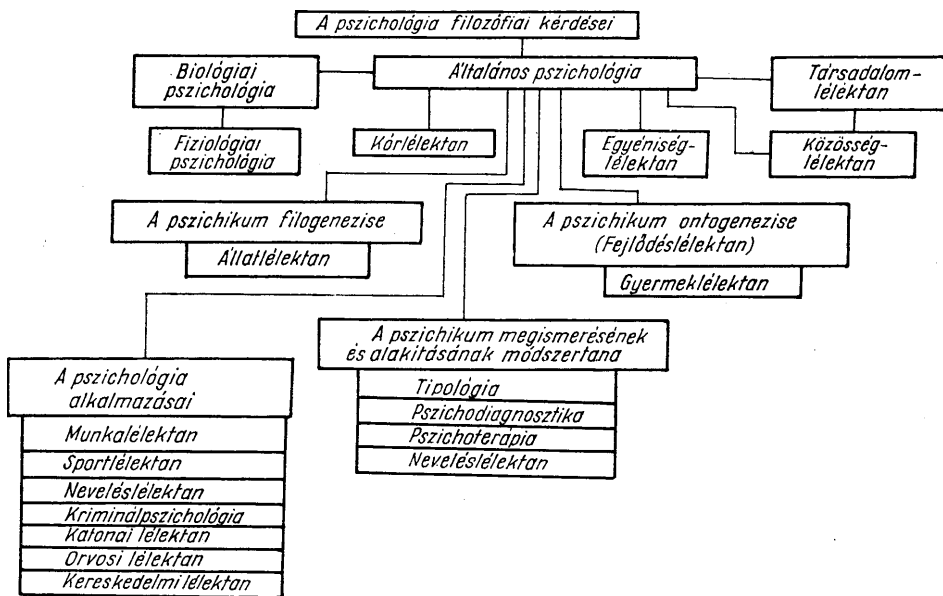 A pszichológia filozófiai kérdései
Biológiai
pszichológia
Általános pszichológia
Társadalom-
lélektan
Fiziológiai
pszichológia
Kórlélektan
Egyéniség-
lélektan
Közösség-
lélektan
A pszichikum filogenezise
Állatlélektan
A pszichikum ontogenezise
(Fejlődéslélektan)
Gyermeklélektan
A pszichikum megismerésének
és alakításának módszertana
Tipológia
Pszichodiagnosztika
Pszichoterápia
Neveléslélektan
A pszichológia
alkalmazásai
Munkalélektan
Sportlélektan
Neveléslélektan
Kriminálpszichológia
Katonai lélektan
Orvosi lélektan
Kereskedelmi lélektan